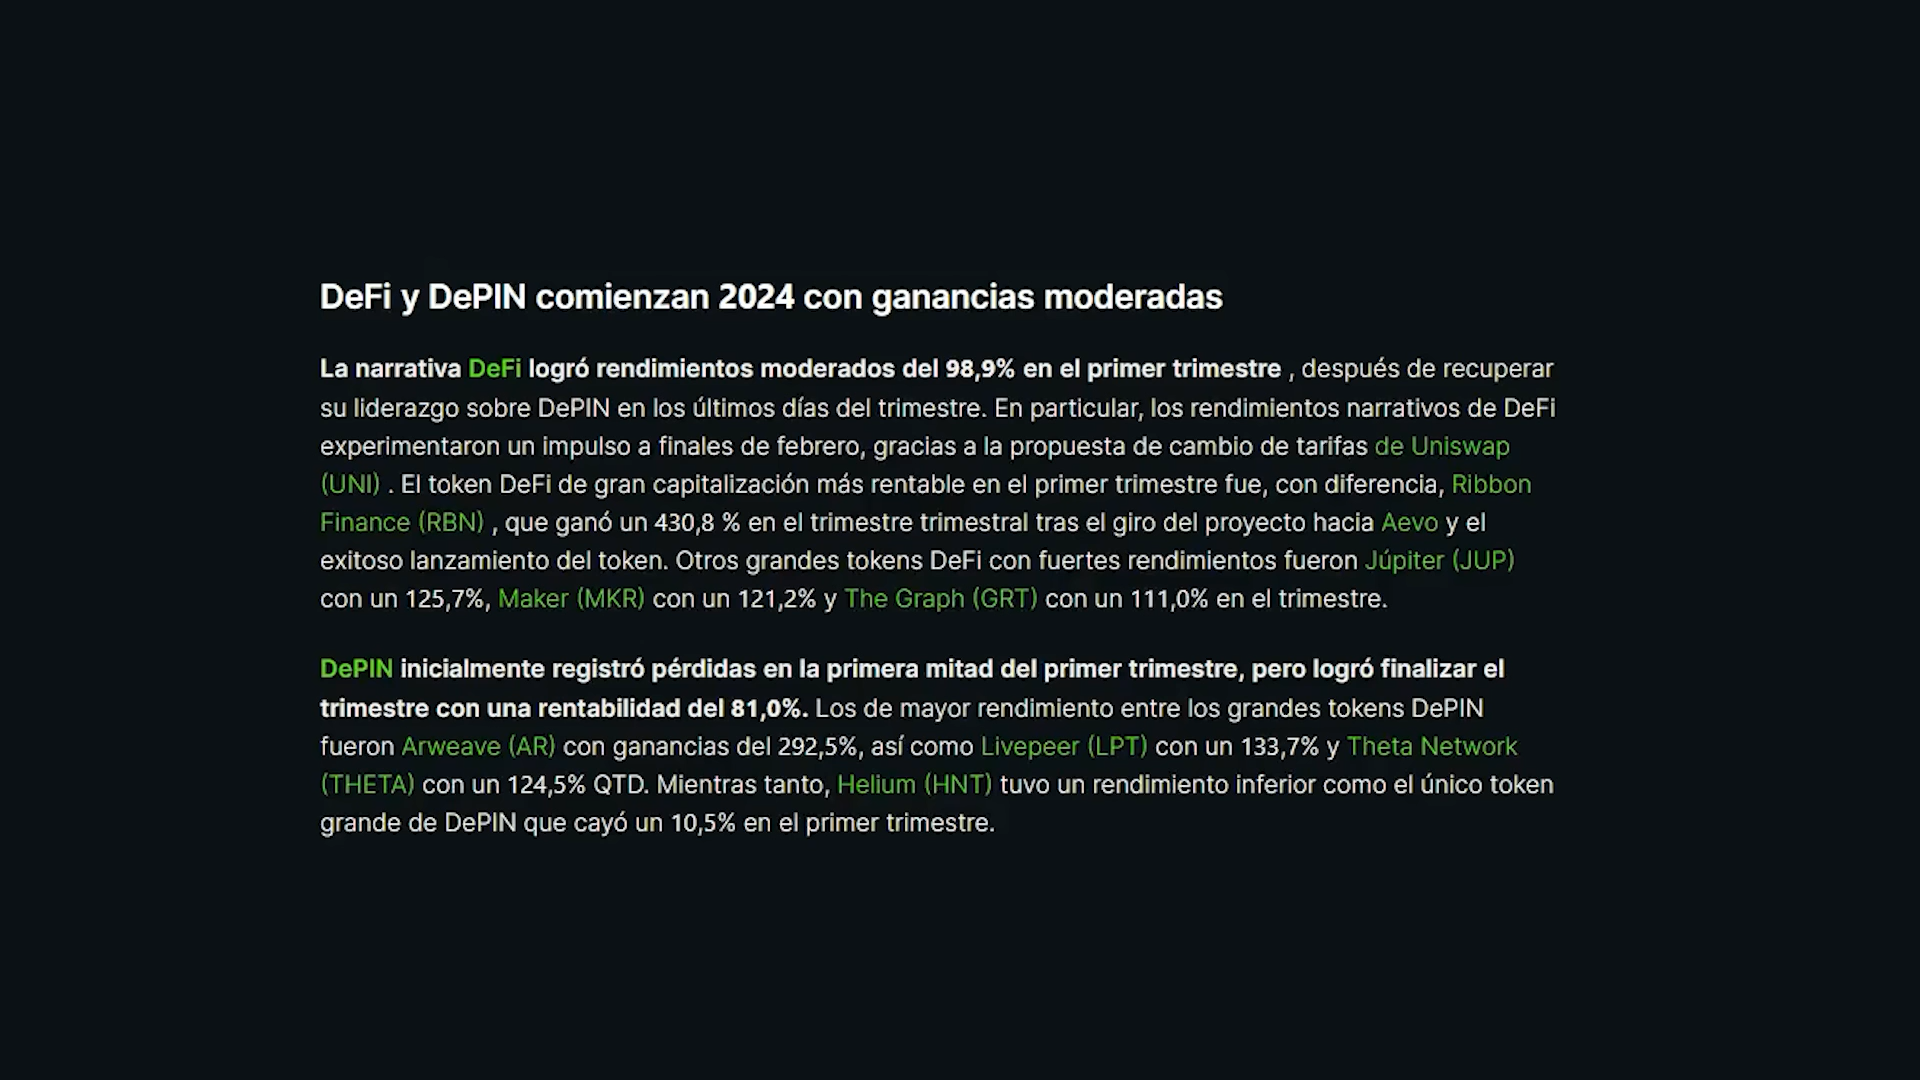 DeFi y DePIN comienzan 2024 con ganancias moderadas
La narrativa DeFi logró rendimientos moderados del 98,9% en el primer trimestre , después de recuperar
su liderazgo sobre DePIN en los últimos días del trimestre. En particular, los rendimientos narrativos de DeFi
experimentaron un impulso a finales de febrero, gracias a la propuesta de cambio de tarifas de Uniswap
(UNI) . El token DeFi de gran capitalización más rentable en el primer trimestre fue, con diferencia, Ribbon
Finance (RBN) , que ganó un 430,8 % en el trimestre trimestral tras el giro del proyecto hacia Aevo y el
exitoso lanzamiento del token. Otros grandes tokens DeFi con fuertes rendimientos fueron Júpiter (JUP)
con un 125,7%, Maker (MKR) con un 121,2% y The Graph (GRT) con un 111,0% en el trimestre.
DePIN inicialmente registró pérdidas en la primera mitad del primer trimestre, pero logró finalizar el
trimestre con una rentabilidad del 81,0%. Los de mayor rendimiento entre los grandes tokens DePIN
fueron Arweave (AR) con ganancias del 292,5%, así como Livepeer (LPT) con un 133,7% y Theta Network
(THETA) con un 124,5% QTD. Mientras tanto, Helium (HNT) tuvo un rendimiento inferior como el único token
grande de DePIN que cayó un 10,5% en el primer trimestre.